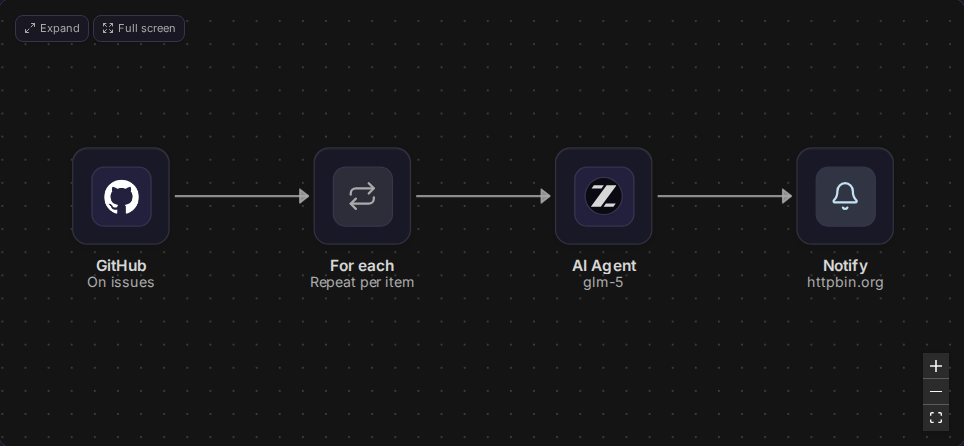 Expand
Full screen
GitHub
On issues
For each
Repeat per item
AI Agent
glm-5
Notify
httpbin.org